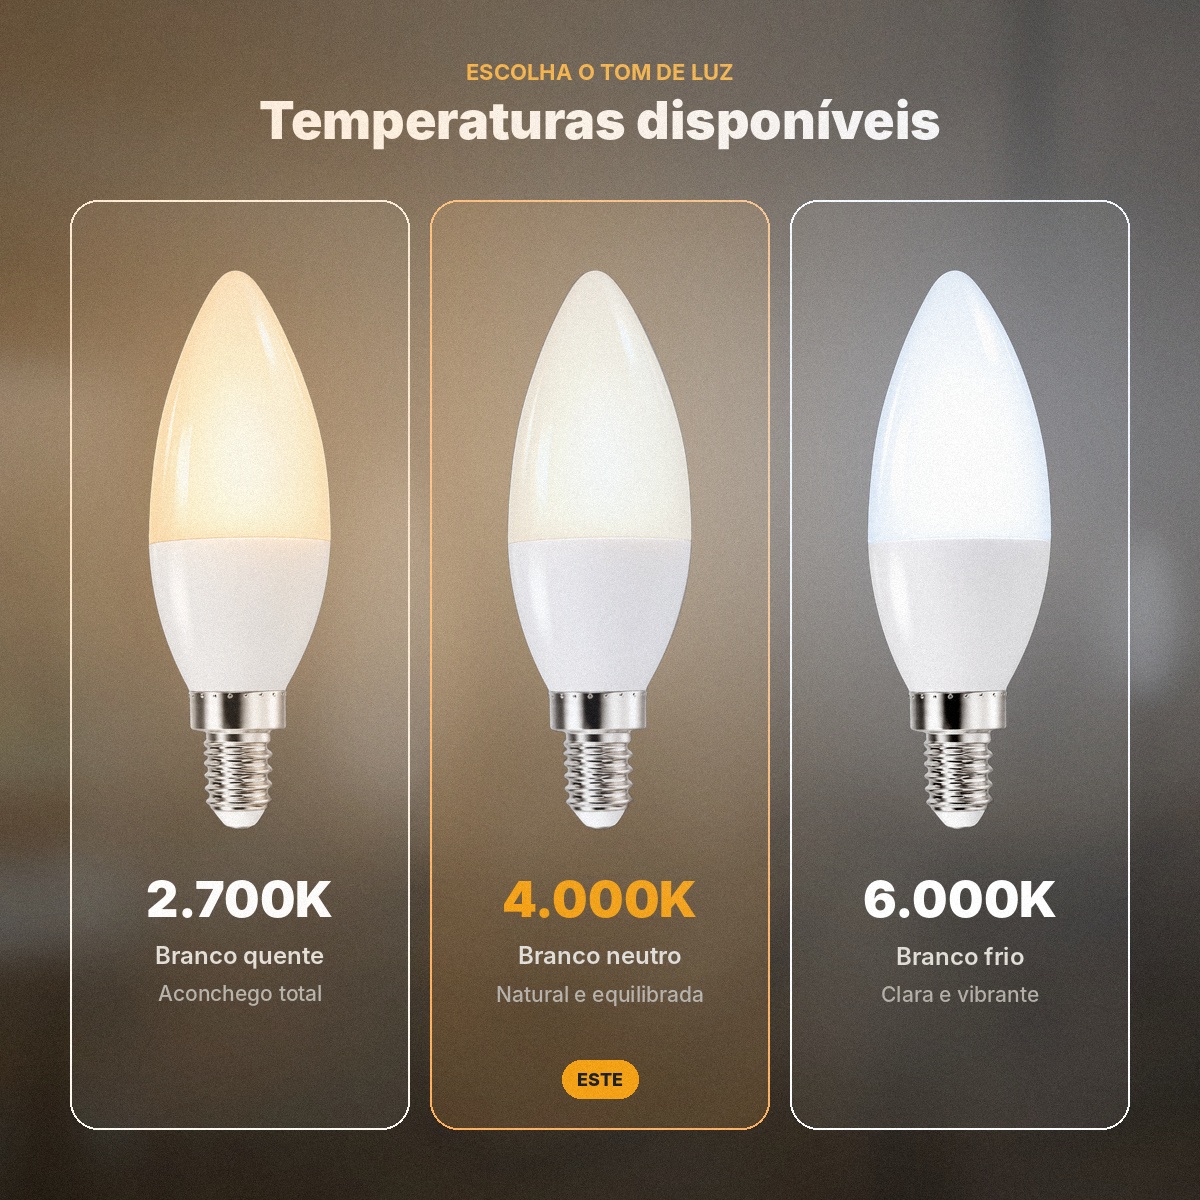 ESCOLHA O TOM DE LUZ
Temperaturas disponíveis
2.700K
Branco quente
Aconchego total
4.000K
Branco neutro
Natural e equilibrada
ESTE
6.000K
Branco frio
Clara e vibrante